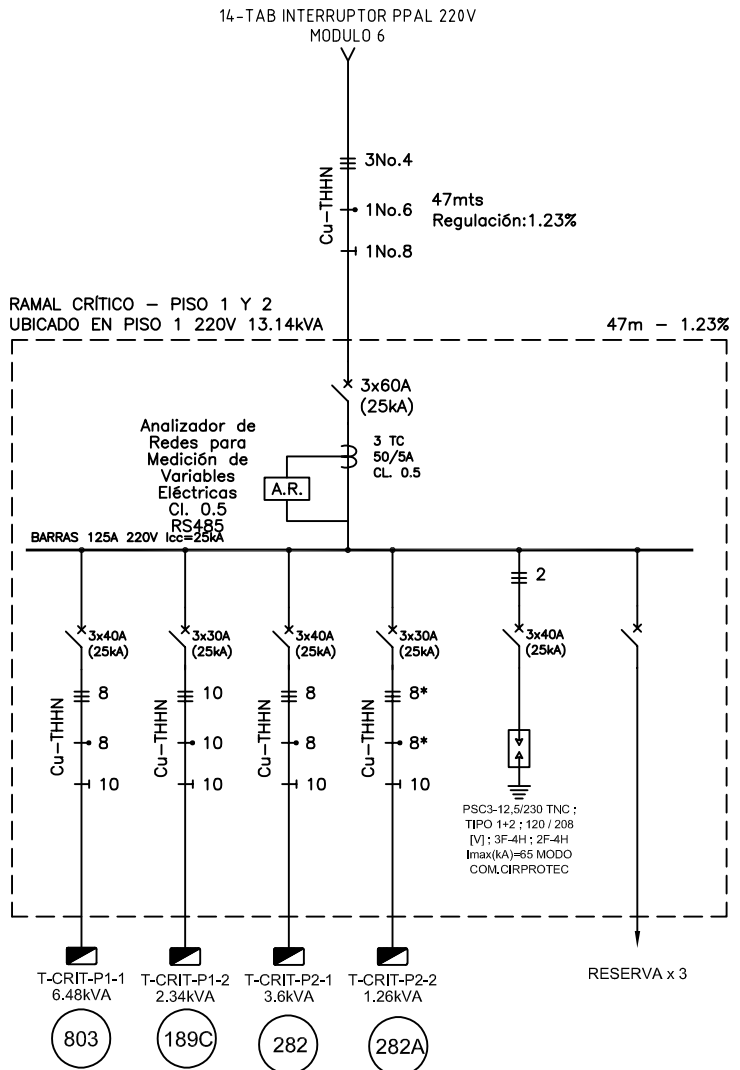 14-TAB INTERRUPTOR PPAL 220V
MODULO 6
3No.4
Cu-THHN
1No.6
1No.8
47mts
Regulación:1.23%
RAMAL CRÍTICO - PISO 1 Y 2
UBICADO EN PISO 1 220V 13.14kVA
47m - 1.23%
3x60A
(25kA)
Analizador de
Redes para
Medición de
Variables
Eléctricas
Cl. 0.5
RS485
A.R.
3 TC
50/5A
CL. 0.5
BARRAS 125A 220V Icc=25kA
3x40A
(25kA)
Cu-THHN
8
8
10
3x30A
(25kA)
Cu-THHN
10
10
10
3x40A
(25kA)
Cu-THHN
8
8
10
3x30A
(25kA)
Cu-THHN
8*
8*
10
2
3x40A
(25kA)
PSC3-12,5/230 TNC ;
TIPO 1+2 ; 120 / 208
[V] ; 3F-4H ; 2F-4H
Imax(kA)=65 MODO
COM.CIRPROTEC
T-CRIT-P1-1
6.48kVA
803
T-CRIT-P1-2
2.34kVA
189C
T-CRIT-P2-1
3.6kVA
282
T-CRIT-P2-2
1.26kVA
282A
RESERVA x 3